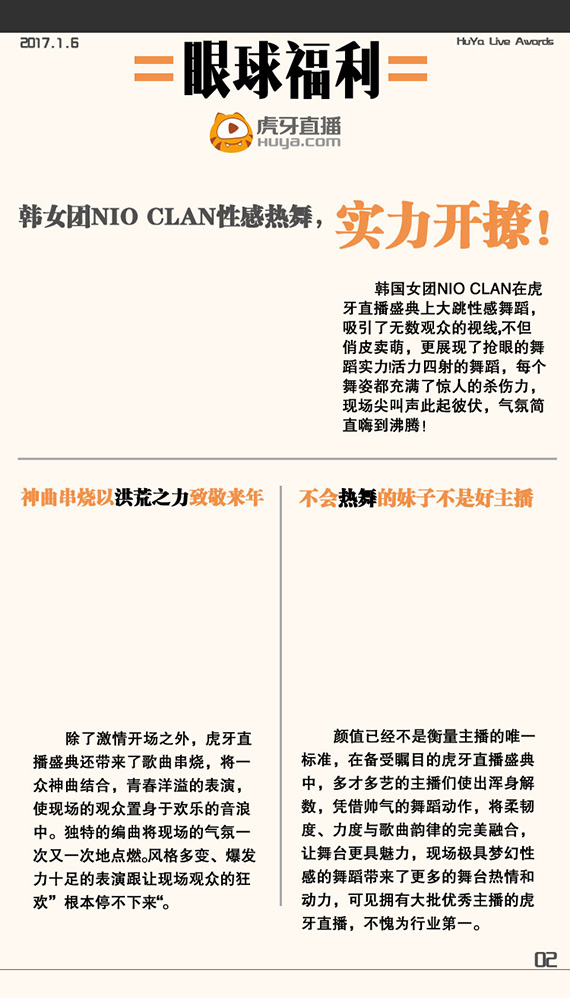 2017.1.6
HuYa Live Awards
=眼球福利=
虎牙直播
HUYa.com
韩女团NIO CLAN性感热舞，实力开撩！
韩国女团NIO CLAN在虎
牙直播盛典上大跳性感舞蹈，
吸引了无数观众的视线,不但
俏皮卖萌，更展现了抢眼的舞
蹈实力!活力四射的舞蹈，每个
舞姿都充满了惊人的杀伤力，
现场尖叫声此起彼伏，气氛简
直嗨到沸腾！
神曲串烧以洪荒之力致敬来年
除了激情开场之外，虎牙直
播盛典还带来了歌曲串烧，将一
众神曲结合，青春洋溢的表演，
使现场的观众置身于欢乐的音浪
中。独特的编曲将现场的气氛一
次又一次地点燃。风格多变、爆发
力十足的表演跟让现场观众的狂
欢”根本停不下来“。
不会热舞的妹子不是好主播
颜值已经不是衡量主播的唯一
标准，在备受瞩目的虎牙直播盛典
中，多才多艺的主播们使出浑身解
数，凭借帅气的舞蹈动作，将柔韧
度、力度与歌曲韵律的完美融合，
让舞台更具魅力，现场极具梦幻性
感的舞蹈带来了更多的舞台热情和
动力，可见拥有大批优秀主播的虎
牙直播，不愧为行业第一。
02